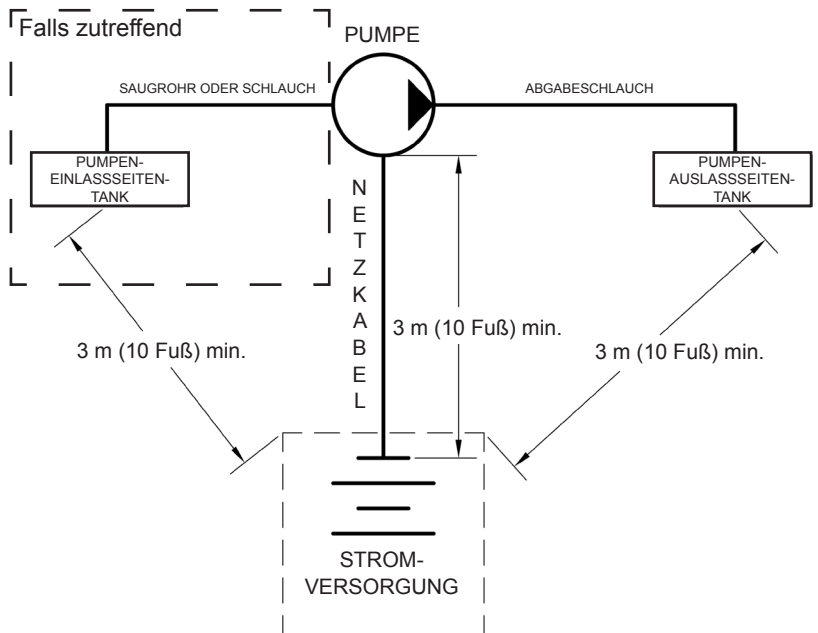 Falls zutreffend
PUMPE
SAUGROHR ODER SCHLAUCH
ABGABESCHLAUCH
PUMPEN-
EINLASSSEITEN-
TANK
PUMPEN-
AUSLASSSEITEN-
TANK
NETZKABEL
3 m (10 Fuß) min.
3 m (10 Fuß) min.
3 m (10 Fuß) min.
STROM-
VERSORGUNG